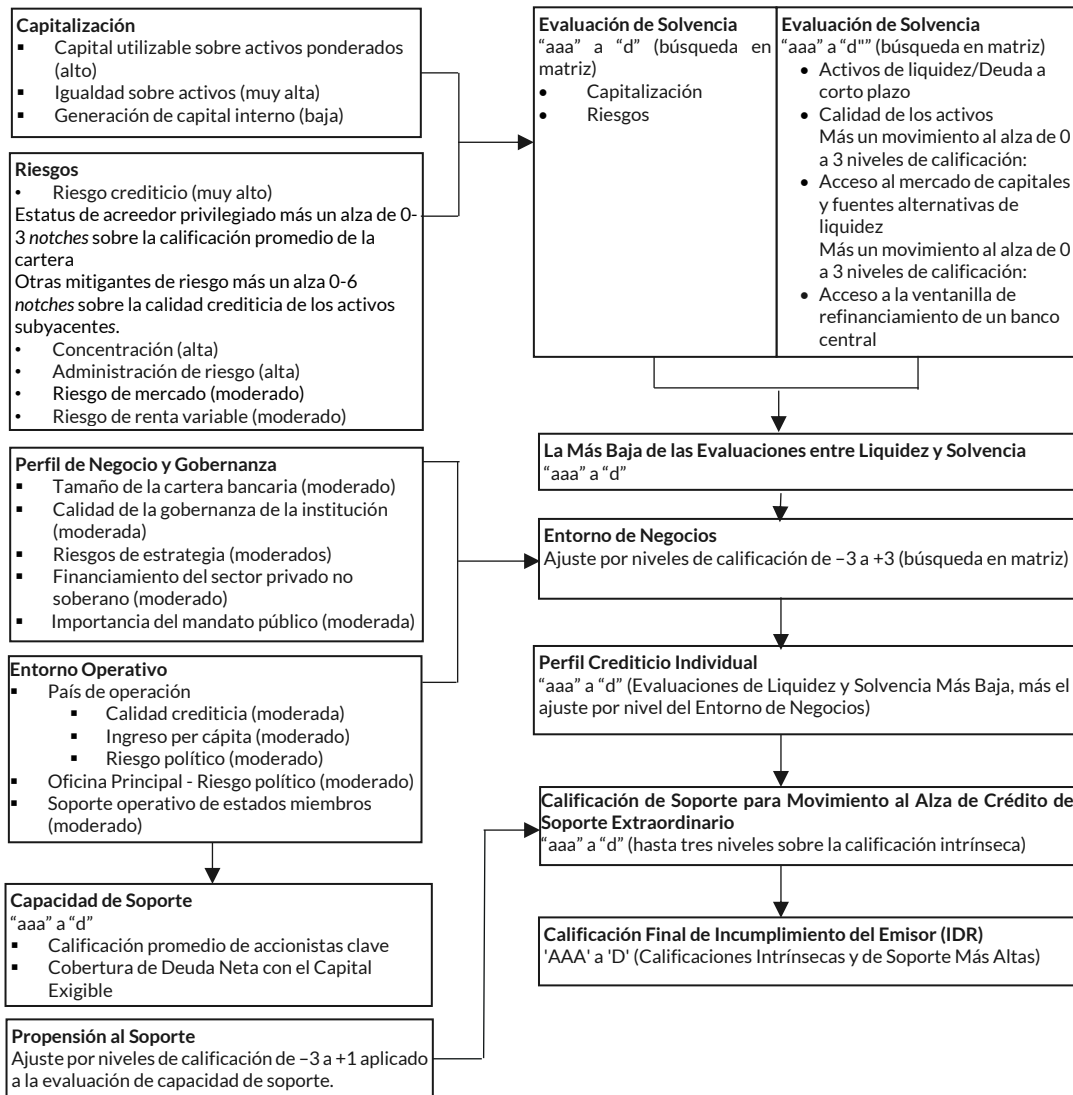 Capitalización
▪ Capital utilizable sobre activos ponderados
(alto)
▪ Igualdad sobre activos (muy alta)
▪ Generación de capital interno (baja)
Riesgos
• Riesgo crediticio (muy alto)
Estatus de acreedor privilegiado más un alza de 0-
3 notches sobre la calificación promedio de la
cartera
Otras mitigantes de riesgo más un alza 0-6
notches sobre la calidad crediticia de los activos
subyacentes.
• Concentración (alta)
• Administración de riesgo (alta)
• Riesgo de mercado (moderado)
• Riesgo de renta variable (moderado)
Perfil de Negocio y Gobernanza
▪ Tamaño de la cartera bancaria (moderado)
▪ Calidad de la gobernanza de la institución
(moderada)
▪ Riesgos de estrategia (moderados)
▪ Financiamiento del sector privado no
soberano (moderado)
▪ Importancia del mandato público (moderada)
Entorno Operativo
▪ País de operación
▪ Calidad crediticia (moderada)
▪ Ingreso per cápita (moderado)
▪ Riesgo político (moderado)
▪ Oficina Principal - Riesgo político (moderado)
▪ Soporte operativo de estados miembros
(moderado)
Capacidad de Soporte
“aaa” a “d”
▪ Calificación promedio de accionistas clave
▪ Cobertura de Deuda Neta con el Capital
Exigible
Propensión al Soporte
Ajuste por niveles de calificación de −3 a +1 aplicado
a la evaluación de capacidad de soporte.
Evaluación de Solvencia
“aaa” a “d” (búsqueda en
matriz)
• Capitalización
• Riesgos
Evaluación de Solvencia
“aaa” a “d"” (búsqueda en matriz)
• Activos de liquidez/Deuda a
corto plazo
• Calidad de los activos
Más un movimiento al alza de 0
a 3 niveles de calificación:
• Acceso al mercado de capitales
y fuentes alternativas de
liquidez
Más un movimiento al alza de 0
a 3 niveles de calificación:
• Acceso a la ventanilla de
refinanciamiento de un banco
central
La Más Baja de las Evaluaciones entre Liquidez y Solvencia
“aaa” a “d”
Entorno de Negocios
Ajuste por niveles de calificación de −3 a +3 (búsqueda en matriz)
Perfil Crediticio Individual
“aaa” a “d” (Evaluaciones de Liquidez y Solvencia Más Baja, más el
ajuste por nivel del Entorno de Negocios)
Calificación de Soporte para Movimiento al Alza de Crédito de
Soporte Extraordinario
“aaa” a “d” (hasta tres niveles sobre la calificación intrínseca)
Calificación Final de Incumplimiento del Emisor (IDR)
'AAA' a 'D' (Calificaciones Intrínsecas y de Soporte Más Altas)